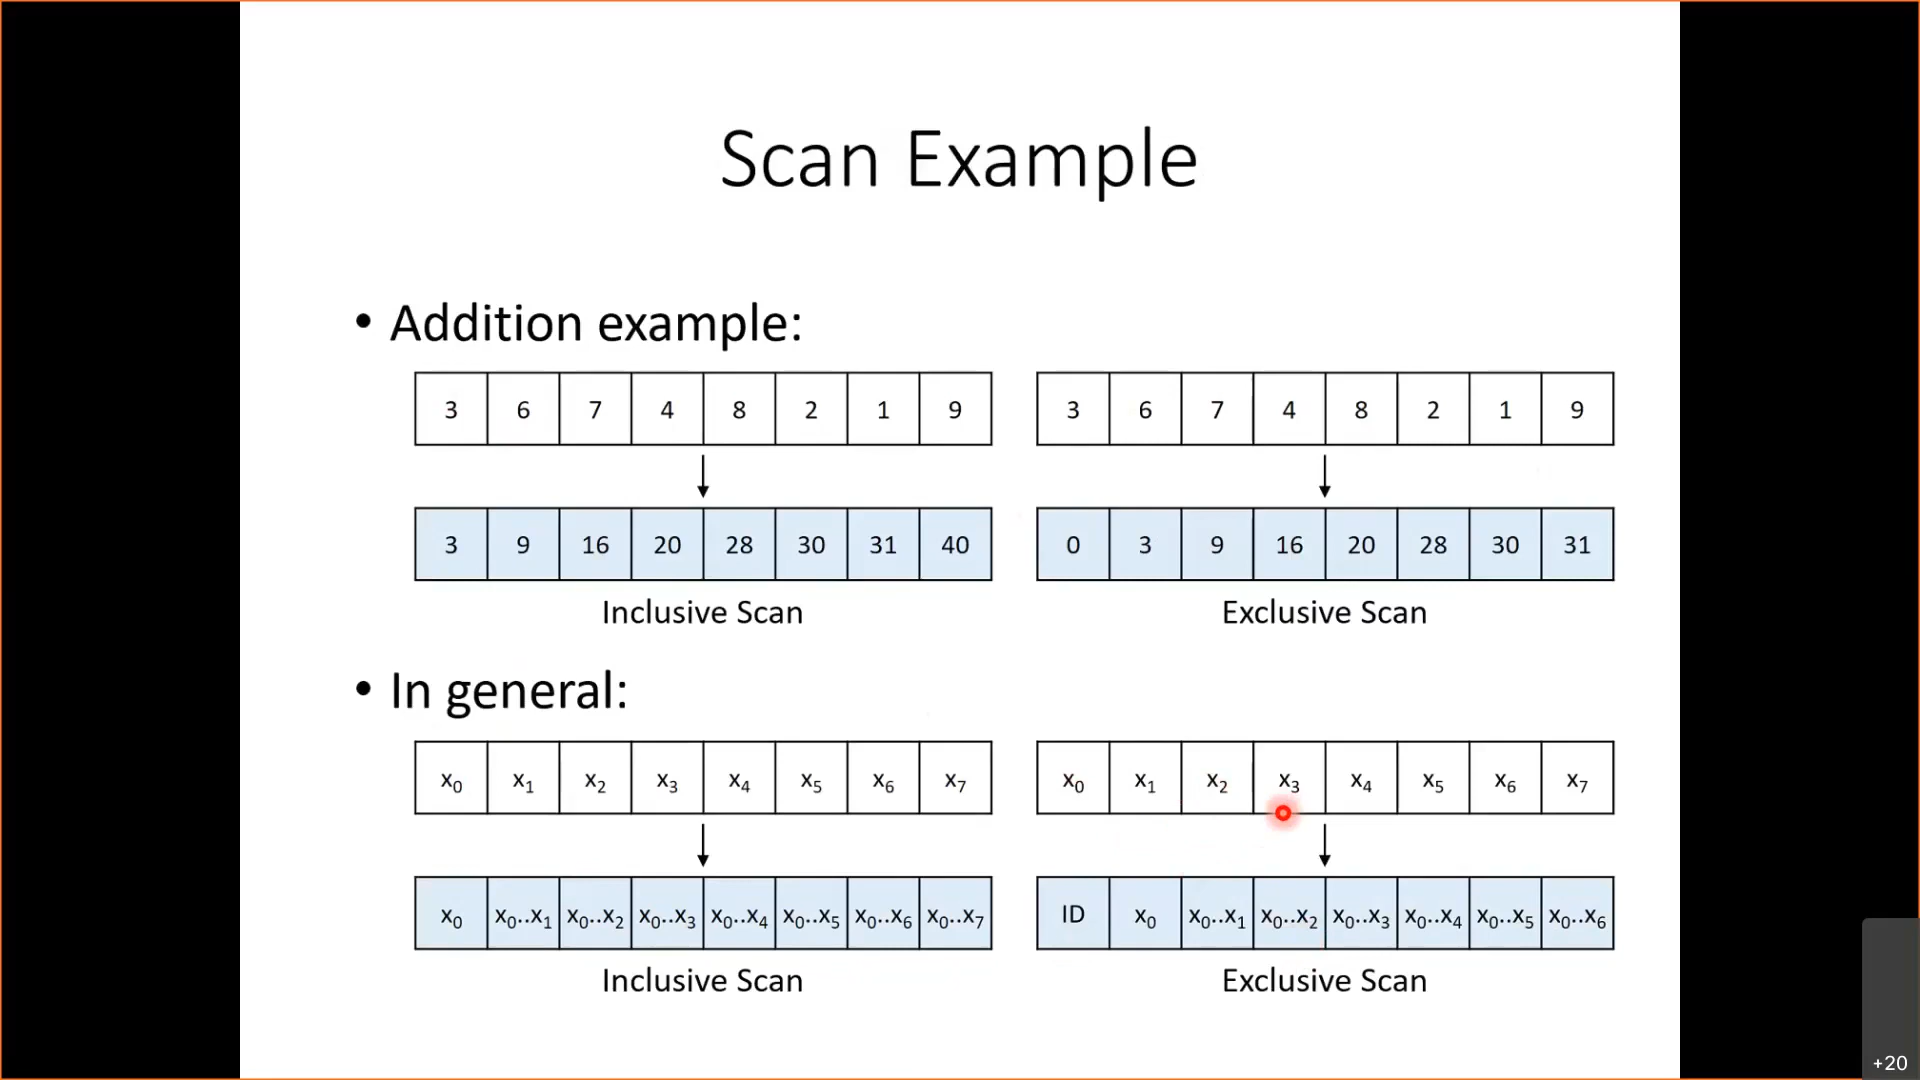 Scan Example
• Addition example:
3 6 7 4 8 2 1 9
3 6 7 4 8 2 1 9
3 9 16 20 28 30 31 40
0 3 9 16 20 28 30 31
Inclusive Scan
Exclusive Scan
• In general:
x₀ x₁ x₂ x₃ x₄ x₅ x₆ x₇
x₀ x₁ x₂ x₃ x₄ x₅ x₆ x₇
x₀ x₀..x₁ x₀..x₂ x₀..x₃ x₀..x₄ x₀..x₅ x₀..x₆ x₀..x₇
ID x₀ x₀..x₁ x₀..x₂ x₀..x₃ x₀..x₄ x₀..x₅ x₀..x₆
Inclusive Scan
Exclusive Scan
+20